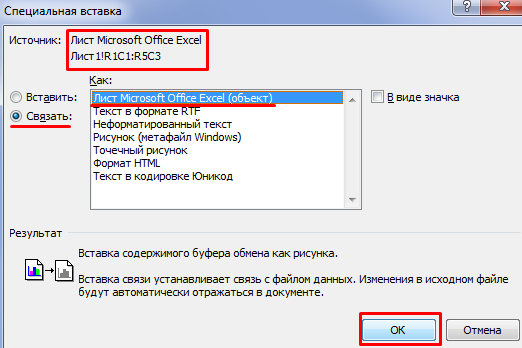 Специальная вставка
Источник: Лист Microsoft Office Excel
Лист1!R1C1:R5C3
Как:
Вставить:
Связать:
Лист Microsoft Office Excel (объект)
Текст в формате RTF
Неформатированный текст
Рисунок (метафайл Windows)
Точечный рисунок
Формат HTML
Текст в кодировке Юникод
В виде значка
Результат
Вставка содержимого буфера обмена как рисунка.
Вставка связи устанавливает связь с файлом данных. Изменения в исходном файле
будут автоматически отражаться в документе.
ОК
Отмена